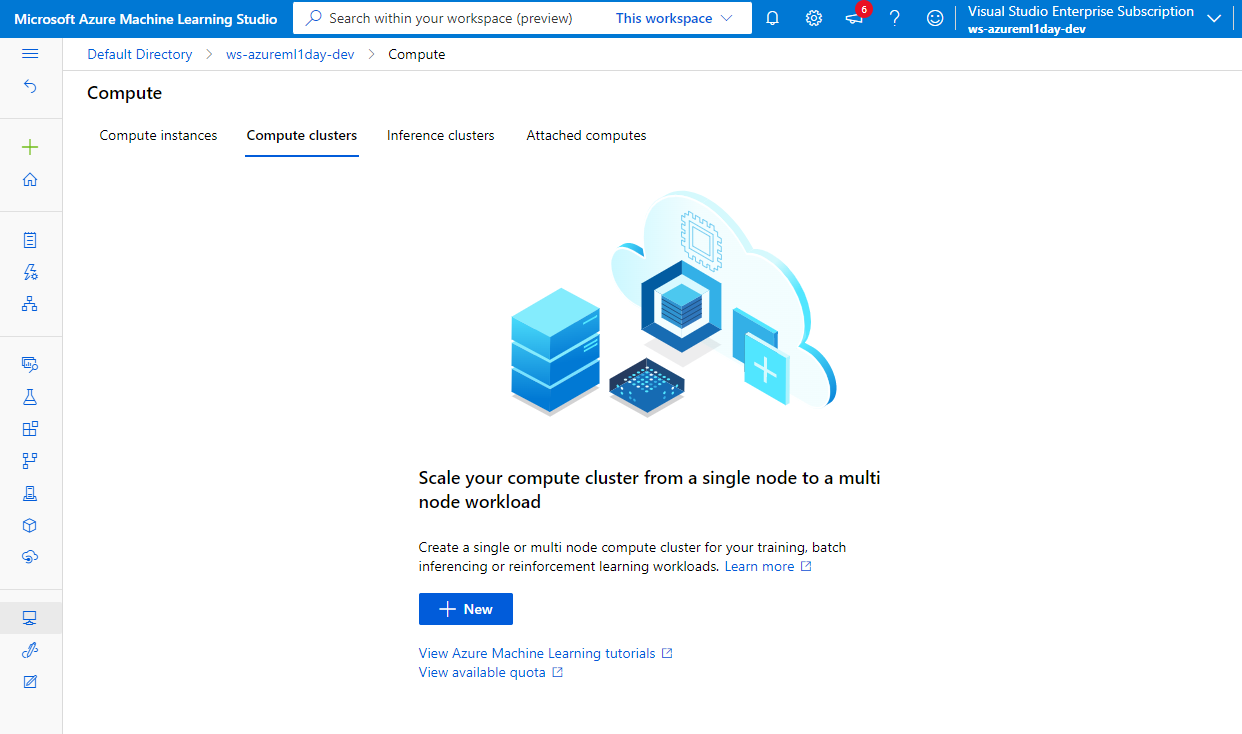 Microsoft Azure Machine Learning Studio
Search within your workspace (preview)
This workspace
6
Visual Studio Enterprise Subscription
ws-azureml1day-dev
Default Directory > ws-azureml1day-dev > Compute
Compute
Compute instances
Compute clusters
Inference clusters
Attached computes
Scale your compute cluster from a single node to a multi
node workload
Create a single or multi node compute cluster for your training, batch
inferencing or reinforcement learning workloads. Learn more
New
View Azure Machine Learning tutorials
View available quota